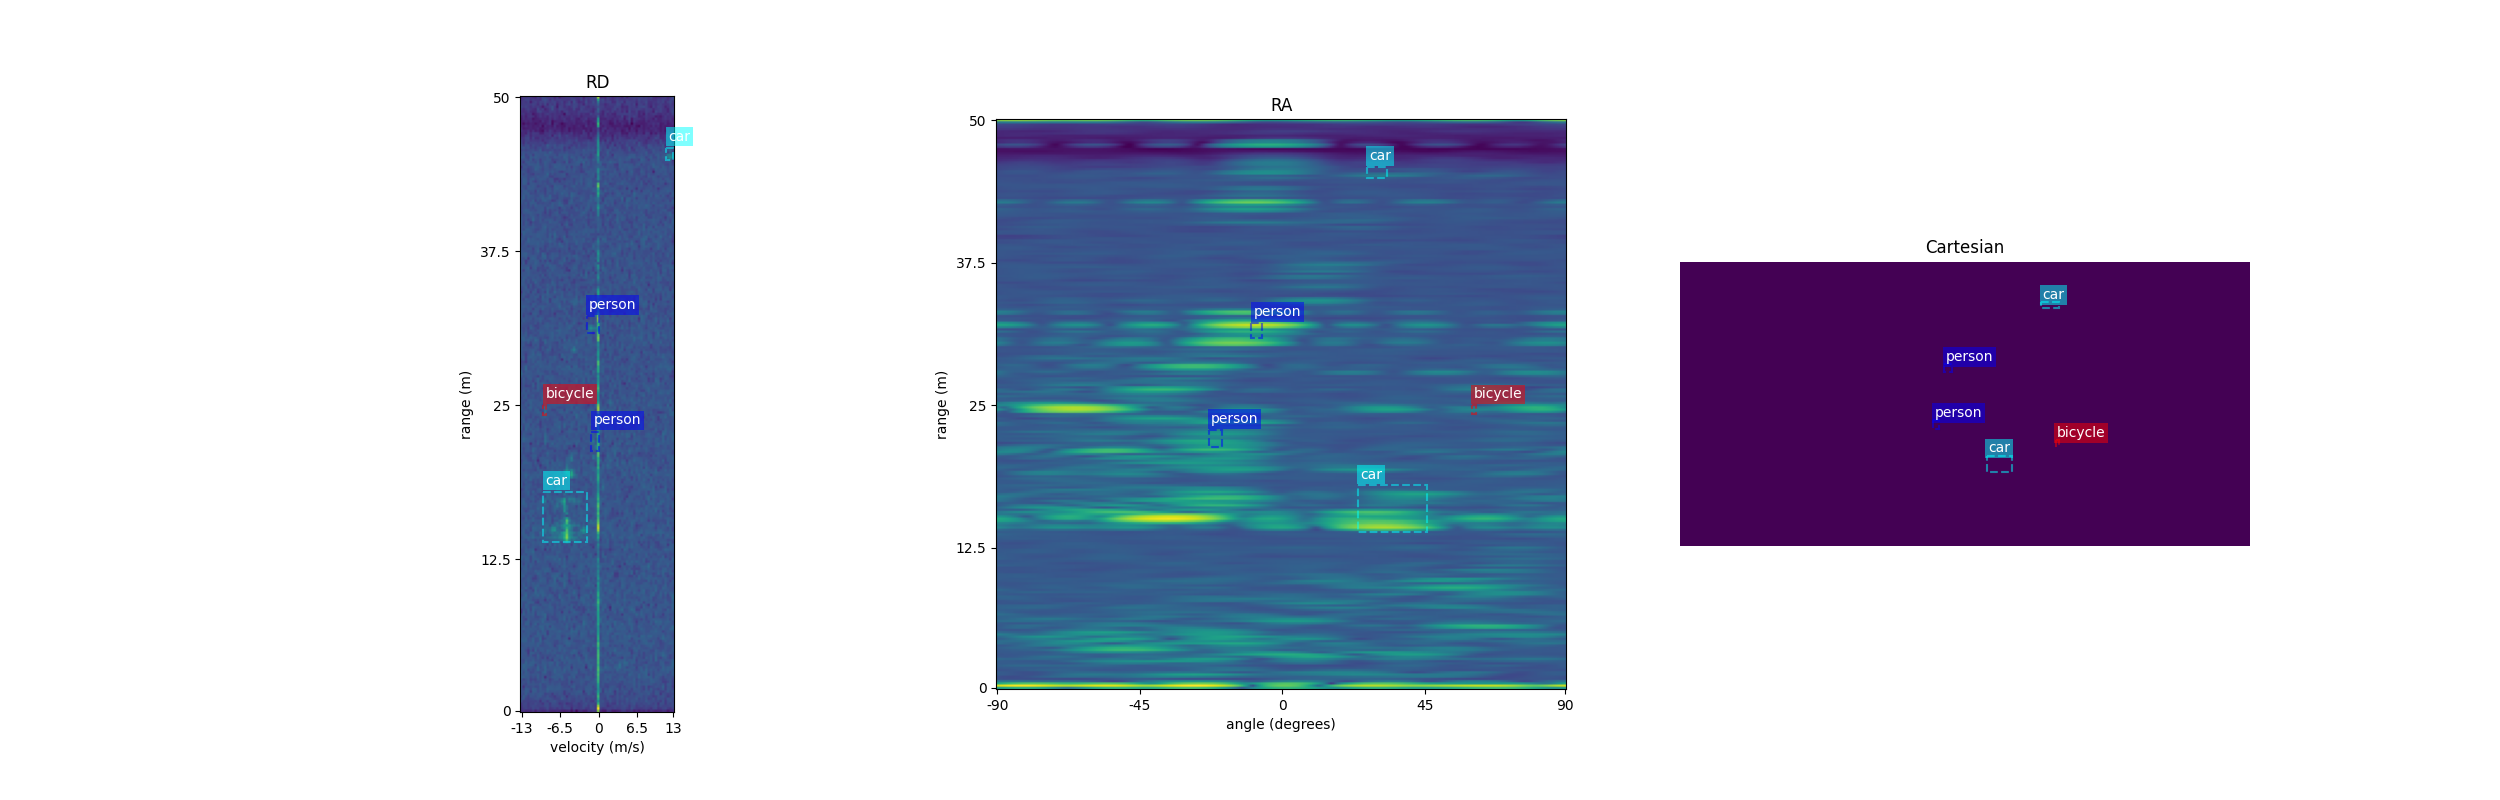 RD
50
37.5
25
12.5
0
range (m)
-13 -6.5 0 6.5 13
velocity (m/s)
car
person
bicycle
person
car
RA
50
37.5
25
12.5
0
range (m)
-90 -45 0 45 90
angle (degrees)
car
person
bicycle
person
car
Cartesian
car
person
person
bicycle
car